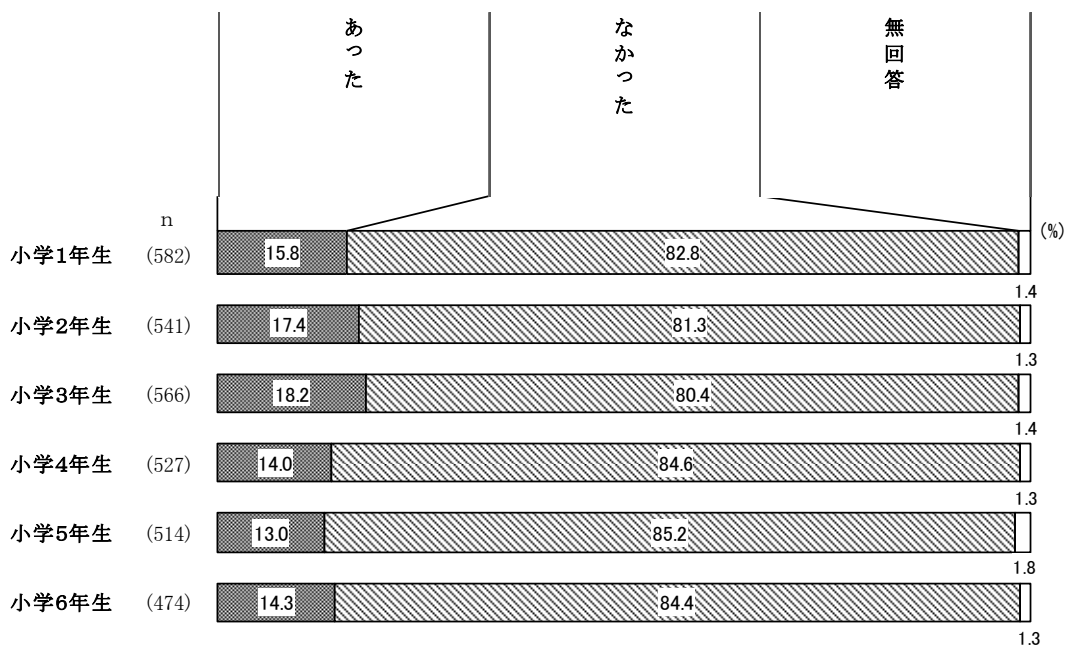 あった
なかった
無回答
n
(%)
小学1年生 (582) 15.8 82.8 1.4
小学2年生 (541) 17.4 81.3 1.3
小学3年生 (566) 18.2 80.4 1.4
小学4年生 (527) 14.0 84.6 1.3
小学5年生 (514) 13.0 85.2 1.8
小学6年生 (474) 14.3 84.4 1.3